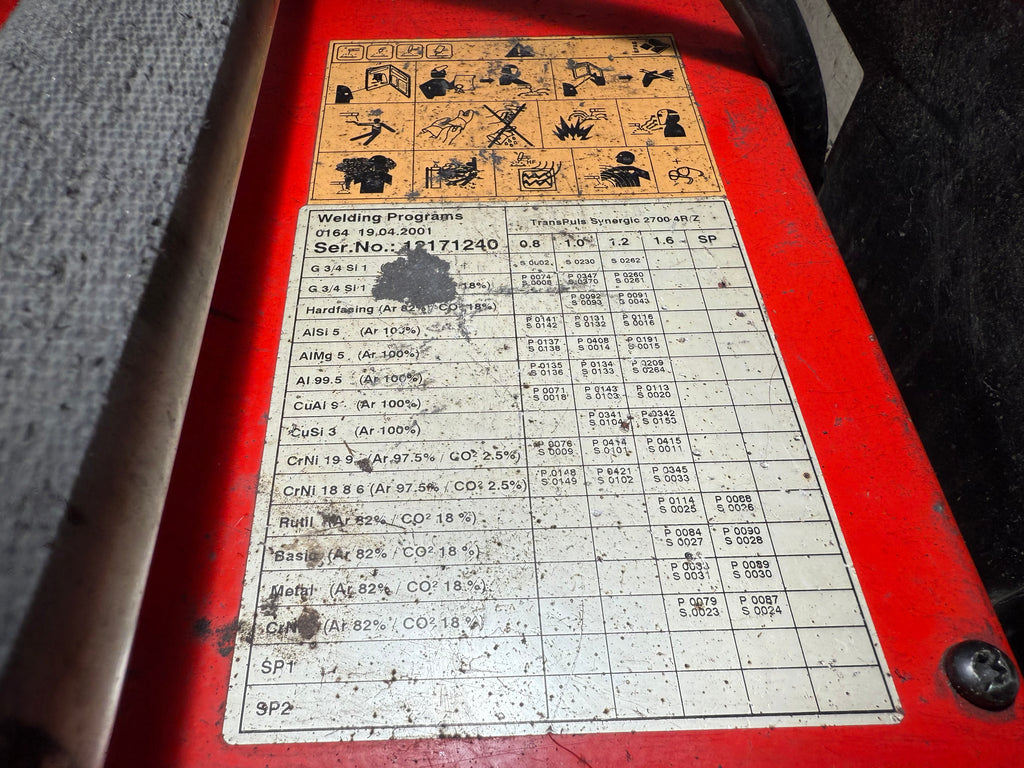 Welding Programs
TransPuls Synergic 2700 4R/Z
0164 19.04.2001
Ser.No.: 18171240
0.8 1.0 1.2 1.6 SP
G 3/4 Si 1 S 0002 S 0230 S 0262
G 3/4 Si 1 18%) P 0074 P 0347 P 0260
S 0008 S 0370 S 0261
Hardfacing (Ar 82% CO² 18%) P 0092 P 0091
S 0093 S 0043
AlSi 5 (Ar 100%) P 0141 P 0131 P 0116
S 0142 S 0132 S 0016
AlMg 5 (Ar 100%) P 0137 P 0408 P 0191
S 0138 S 0014 S 0015
Al 99.5 (Ar 100%) P 0135 P 0134 P 0209
S 0136 S 0133 S 0264
CuAl 9 (Ar 100%) P 0071 P 0143 P 0113
S 0018 S 0103 S 0020
CuSi 3 (Ar 100%) P 0341 P 0342
S 0104 S 0153
CrNi 19 9 (Ar 97.5% / CO² 2.5%) P 0076 P 0414 P 0415
S 0009 S 0101 S 0011
CrNi 18 8 6 (Ar 97.5% / CO² 2.5%) P 0148 P 0421 P 0345
S 0149 S 0102 S 0033
Rutil (Ar 82% / CO² 18 %) P 0114 P 0088
S 0025 S 0026
Basic (Ar 82% / CO² 18 %) P 0084 P 0090
S 0027 S 0028
Metal (Ar 82% / CO² 18 %) P 0089
S 0031 S 0030
CrNi (Ar 82% / CO² 18 %) P 0079 P 0087
S 0023 S 0024
SP1
SP2